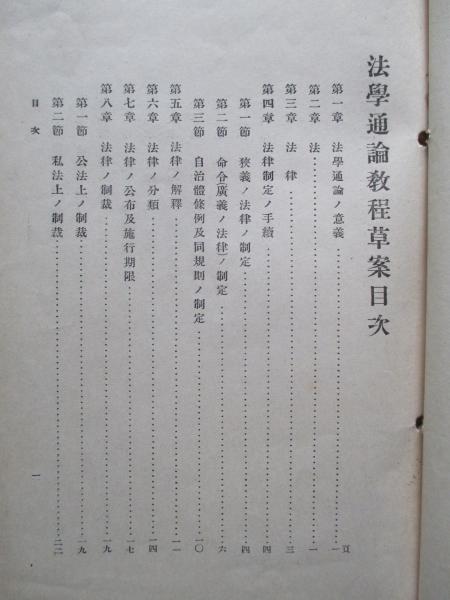 法學通論敎程草案目次
第一章 法學通論ノ意義……一頁
第二章 法……一
第三章 法律……三
第四章 法律制定ノ手續……四
第一節 狹義ノ法律ノ制定……四
第二節 命令(廣義ノ法律)ノ制定……六
第三節 自治體條例及同規則ノ制定……一〇
第五章 法律ノ解釋……一一
第六章 法律ノ分類……一四
第七章 法律ノ公布及施行期限……一七
第八章 法律ノ制裁……一九
第一節 公法上ノ制裁……一九
第二節 私法上ノ制裁……二二
目次 一